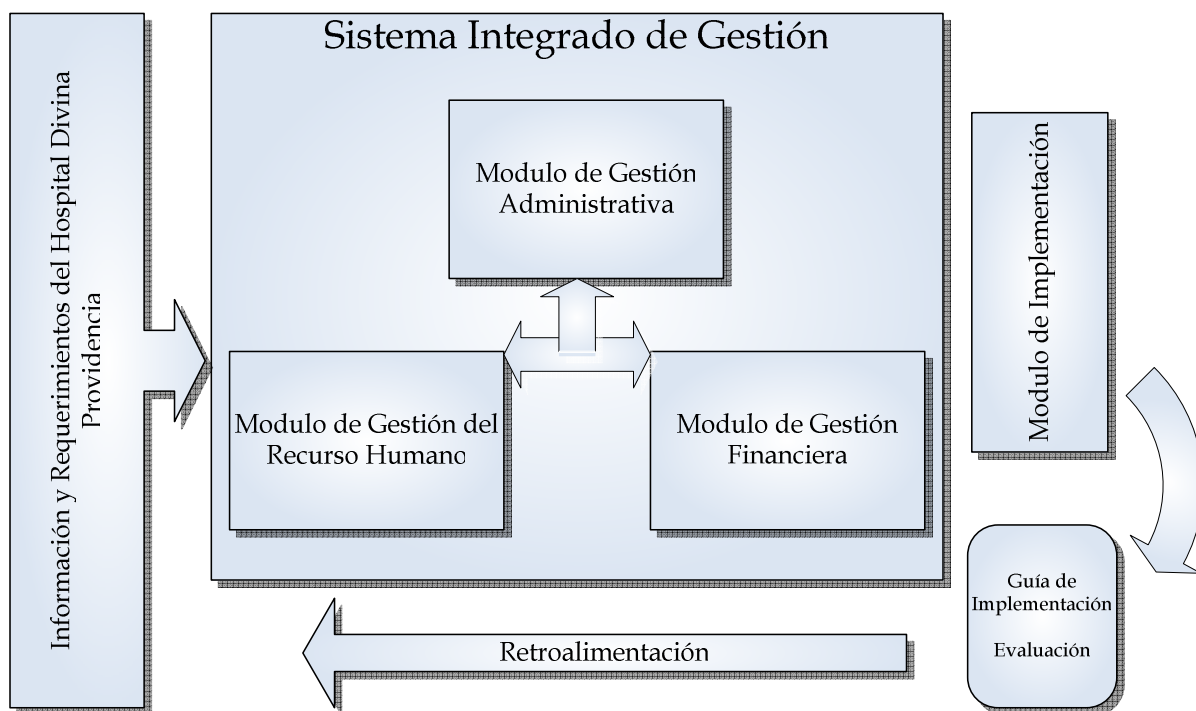 Sistema Integrado de Gestión
Información y Requerimientos del Hospital Divina
Providencia
Modulo de Gestión
Administrativa
Modulo de Gestión del
Recurso Humano
Modulo de Gestión
Financiera
Modulo de Implementación
Guía de
Implementación
Evaluación
Retroalimentación